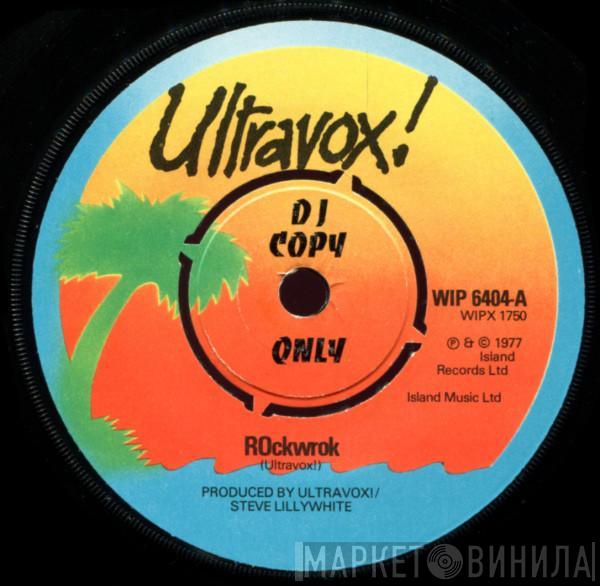 Ultravox!
DJ
COPY
ONLY
WIP 6404-A
WIPX 1750
Ⓟ & © 1977
Island
Records Ltd
Island Music Ltd
ROckwrok
(Ultravox!)
PRODUCED BY ULTRAVOX!/
STEVE LILLYWHITE
МАРКЕТ ВИНИЛА